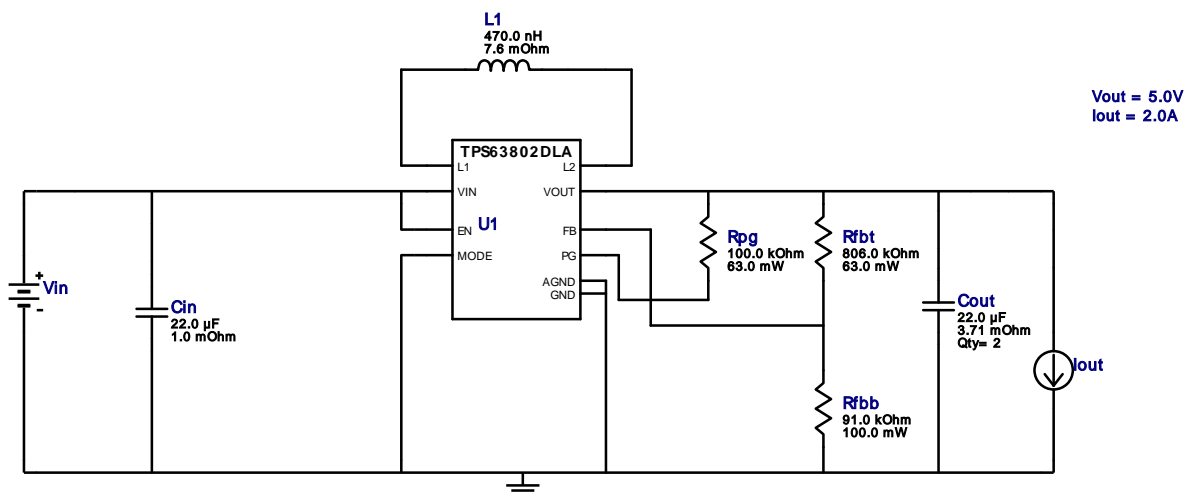 L1
470.0 nH
7.6 mOhm
Vout = 5.0V
Iout = 2.0A
TPS63802DLA
L1
L2
VIN
VOUT
U1
EN
FB
MODE
PG
AGND
GND
Rpg
100.0 kOhm
63.0 mW
Rfbt
806.0 kOhm
63.0 mW
+
Vin
-
Cin
22.0 µF
1.0 mOhm
Cout
22.0 µF
3.71 mOhm
Qty= 2
Iout
Rfbb
91.0 kOhm
100.0 mW